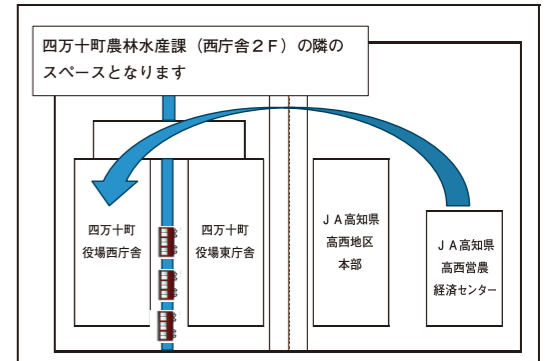 四万十町農林水産課（西庁舎２Ｆ）の隣の
スペースとなります
四万十町
役場西庁舎
四万十町
役場東庁舎
ＪＡ高知県
高西地区
本部
ＪＡ高知県
高西営農
経済センター